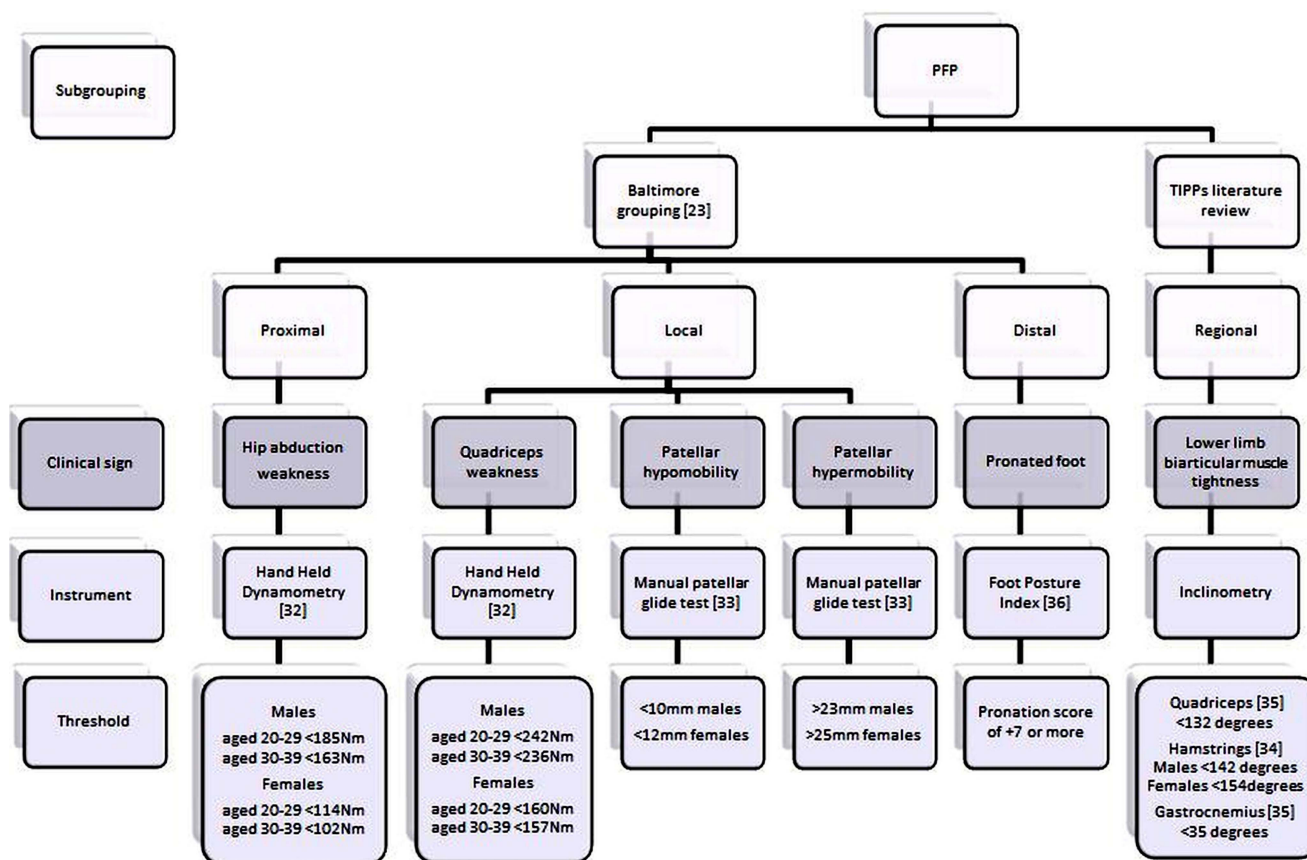 Subgrouping
PFP
Baltimore
grouping [23]
TIPPs literature
review
Proximal
Local
Distal
Regional
Clinical sign
Hip abduction
weakness
Quadriceps
weakness
Patellar
hypomobility
Patellar
hypermobility
Pronated foot
Lower limb
biarticular muscle
tightness
Instrument
Hand Held
Dynamometry
[32]
Hand Held
Dynamometry
[32]
Manual patellar
glide test [33]
Manual patellar
glide test [33]
Foot Posture
Index [36]
Inclinometry
Threshold
Males
aged 20-29 <185Nm
aged 30-39 <163Nm
Females
aged 20-29 <114Nm
aged 30-39 <102Nm
Males
aged 20-29 <242Nm
aged 30-39 <236Nm
Females
aged 20-29 <160Nm
aged 30-39 <157Nm
<10mm males
<12mm females
>23mm males
>25mm females
Pronation score
of +7 or more
Quadriceps [35]
<132 degrees
Hamstrings [34]
Males <142 degrees
Females <154degrees
Gastrocnemius [35]
<35 degrees